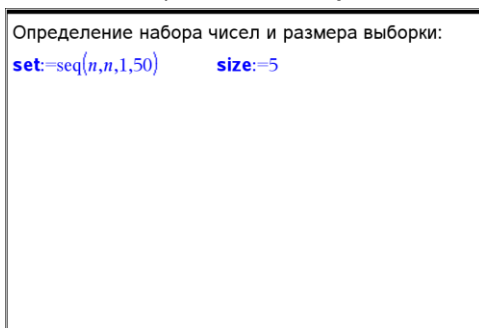 Определение набора чисел и размера выборки:
set:=seq(n,n,1,50) size:=5